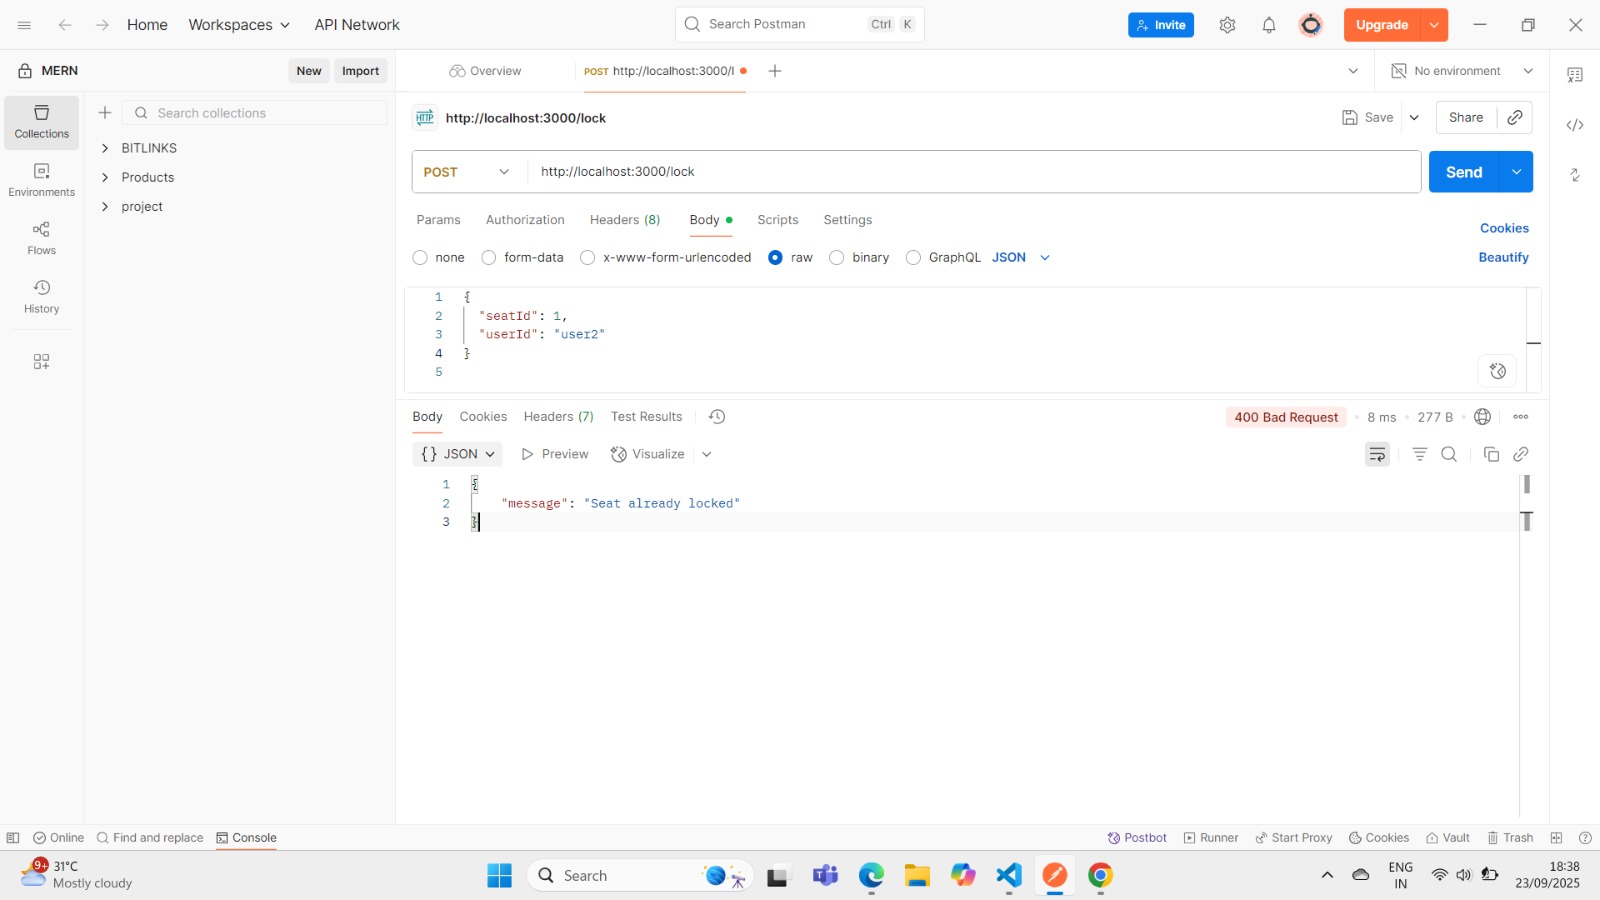 Home Workspaces API Network Search Postman Ctrl K Invite Upgrade
MERN New Import Overview POST http://localhost:3000/l No environment
Collections
Search collections
BITLINKS
Products
project
Environments
Flows
History
HTTP http://localhost:3000/lock Save Share
POST http://localhost:3000/lock Send
Params Authorization Headers (8) Body Scripts Settings Cookies
none form-data x-www-form-urlencoded raw binary GraphQL JSON Beautify
1 {
2 "seatId": 1,
3 "userId": "user2"
4 }
5
Body Cookies Headers (7) Test Results 400 Bad Request • 8 ms • 277 B
{} JSON Preview Visualize
1 {
2 "message": "Seat already locked"
3 }
Online Find and replace Console Postbot Runner Start Proxy Cookies Vault Trash
9+ 31°C
Mostly cloudy
Search
ENG
IN
18:38
23/09/2025